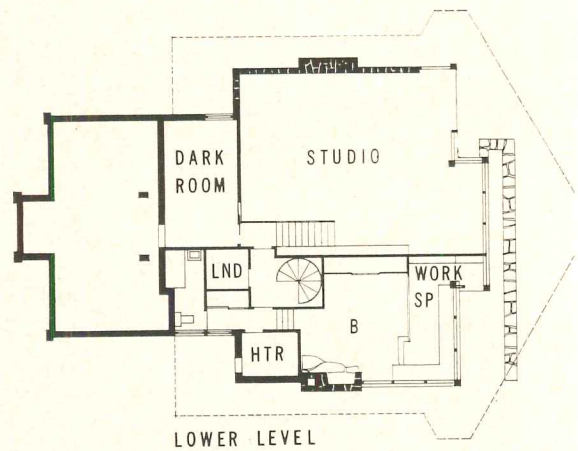 DARK
ROOM
STUDIO
LND
WORK
SP
B
HTR
LOWER LEVEL